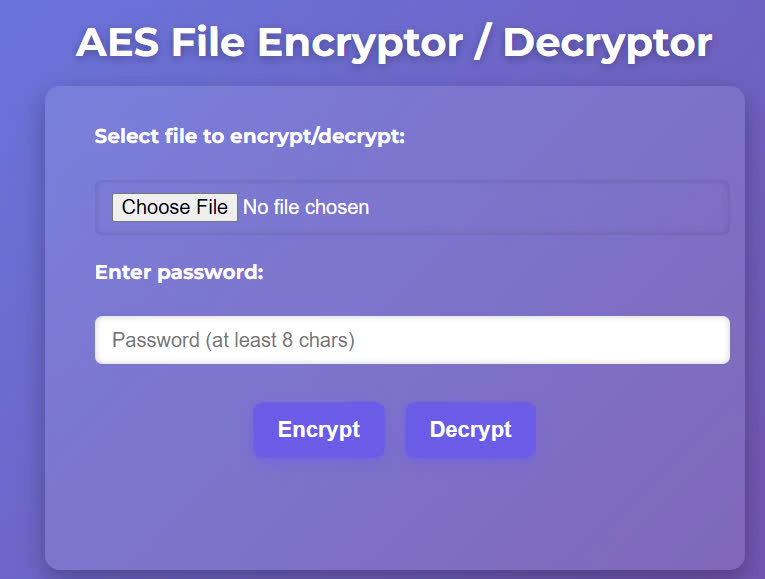 AES File Encryptor / Decryptor
Select file to encrypt/decrypt:
Choose File No file chosen
Enter password:
Password (at least 8 chars)
Encrypt Decrypt